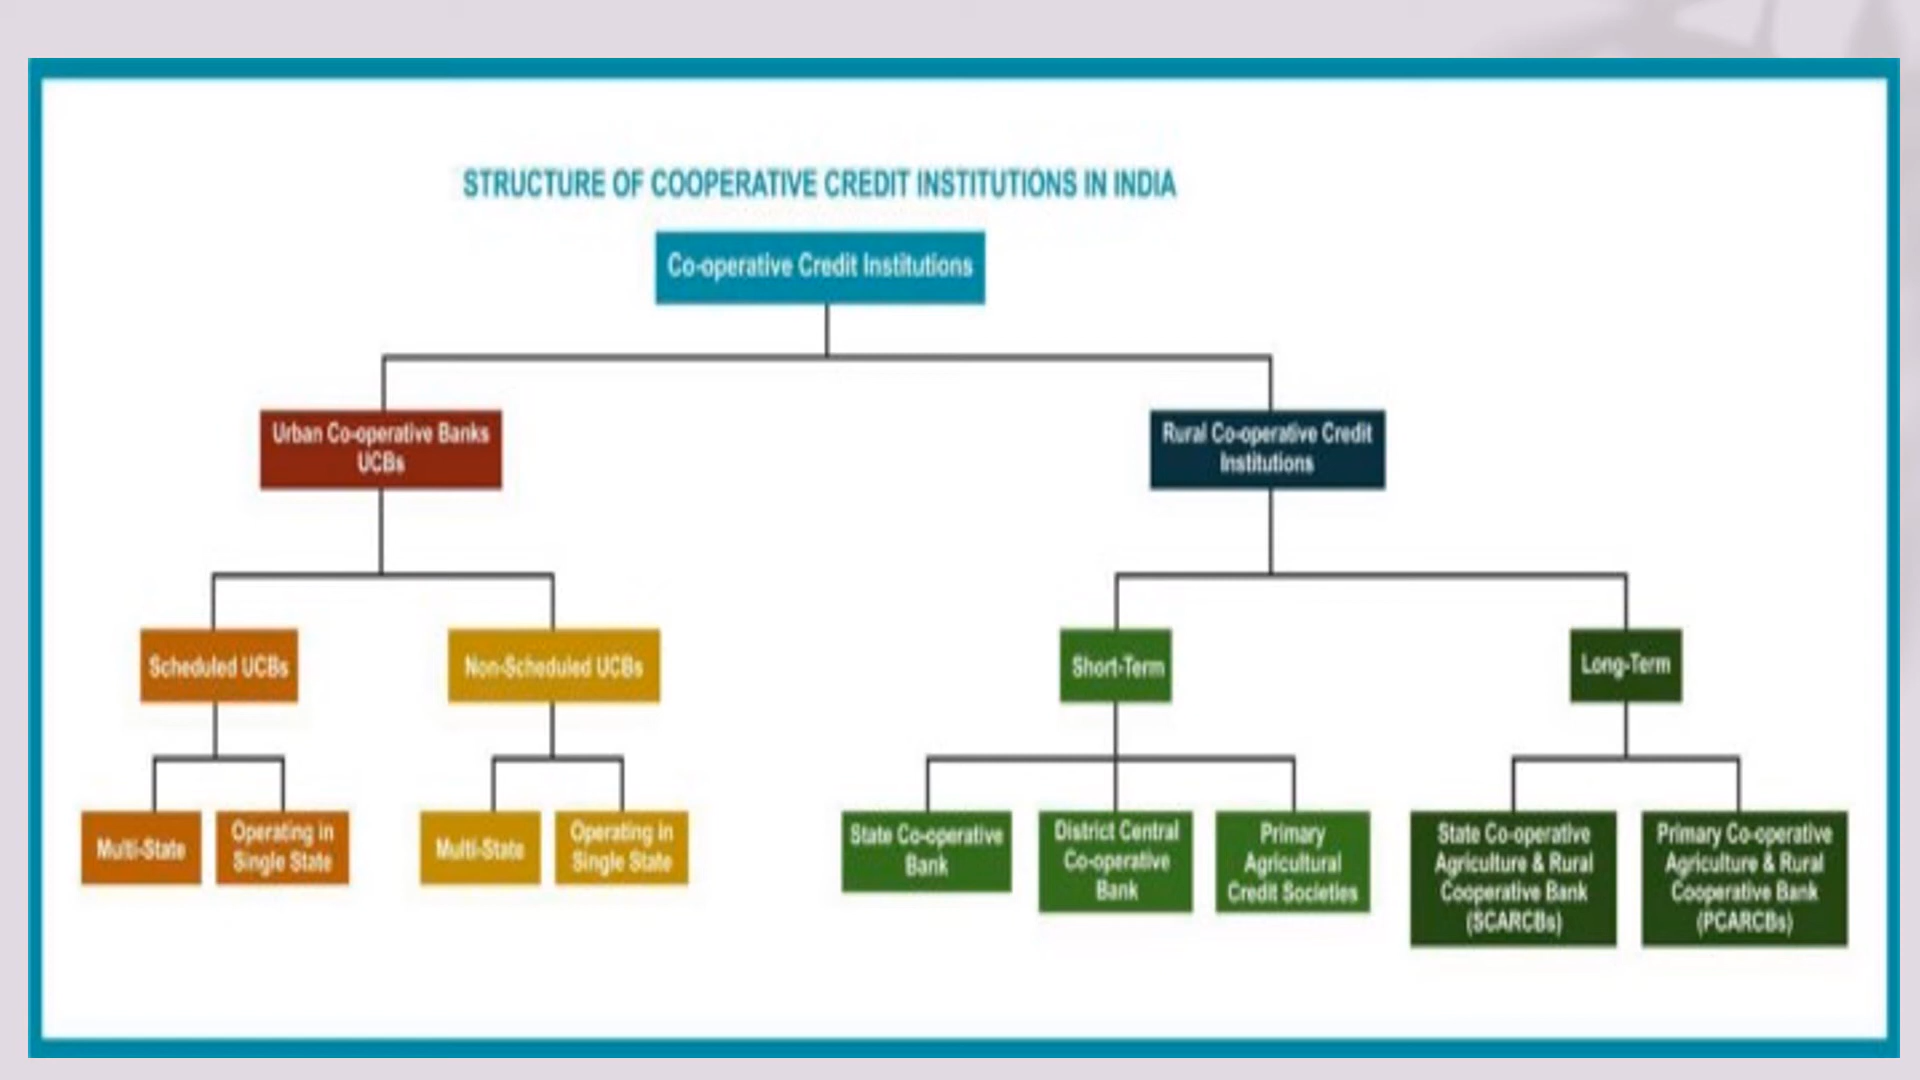 STRUCTURE OF COOPERATIVE CREDIT INSTITUTIONS IN INDIA
Co-operative Credit Institutions
Urban Co-operative Banks
UCBs
Rural Co-operative Credit
Institutions
Scheduled UCBs
Non-Scheduled UCBs
Short-Term
Long-Term
Multi-State
Operating in
Single State
Multi-State
Operating in
Single State
State Co-operative
Bank
District Central
Co-operative
Bank
Primary
Agricultural
Credit Societies
State Co-operative
Agriculture & Rural
Cooperative Bank
(SCARCBs)
Primary Co-operative
Agriculture & Rural
Cooperative Bank
(PCARCBs)